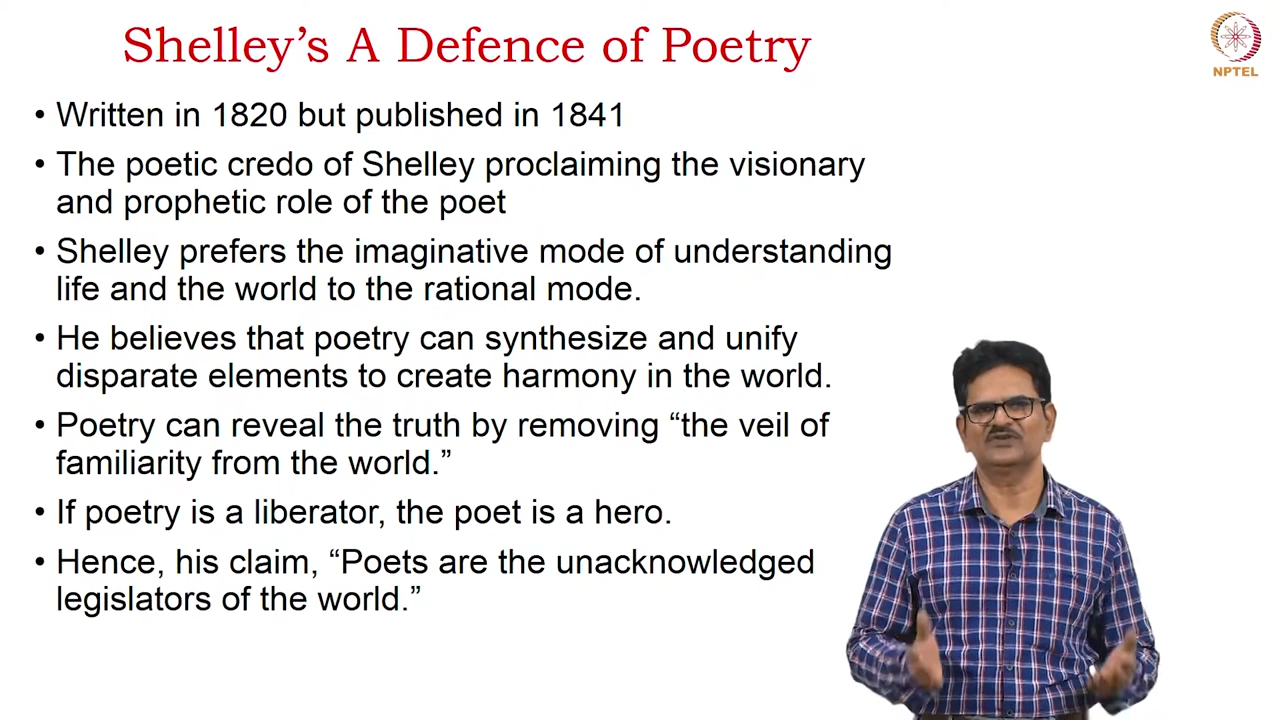 Shelley's A Defence of Poetry
NPTEL
• Written in 1820 but published in 1841
• The poetic credo of Shelley proclaiming the visionary
and prophetic role of the poet
• Shelley prefers the imaginative mode of understanding
life and the world to the rational mode.
• He believes that poetry can synthesize and unify
disparate elements to create harmony in the world.
• Poetry can reveal the truth by removing “the veil of
familiarity from the world.”
• If poetry is a liberator, the poet is a hero.
• Hence, his claim, “Poets are the unacknowledged
legislators of the world.”